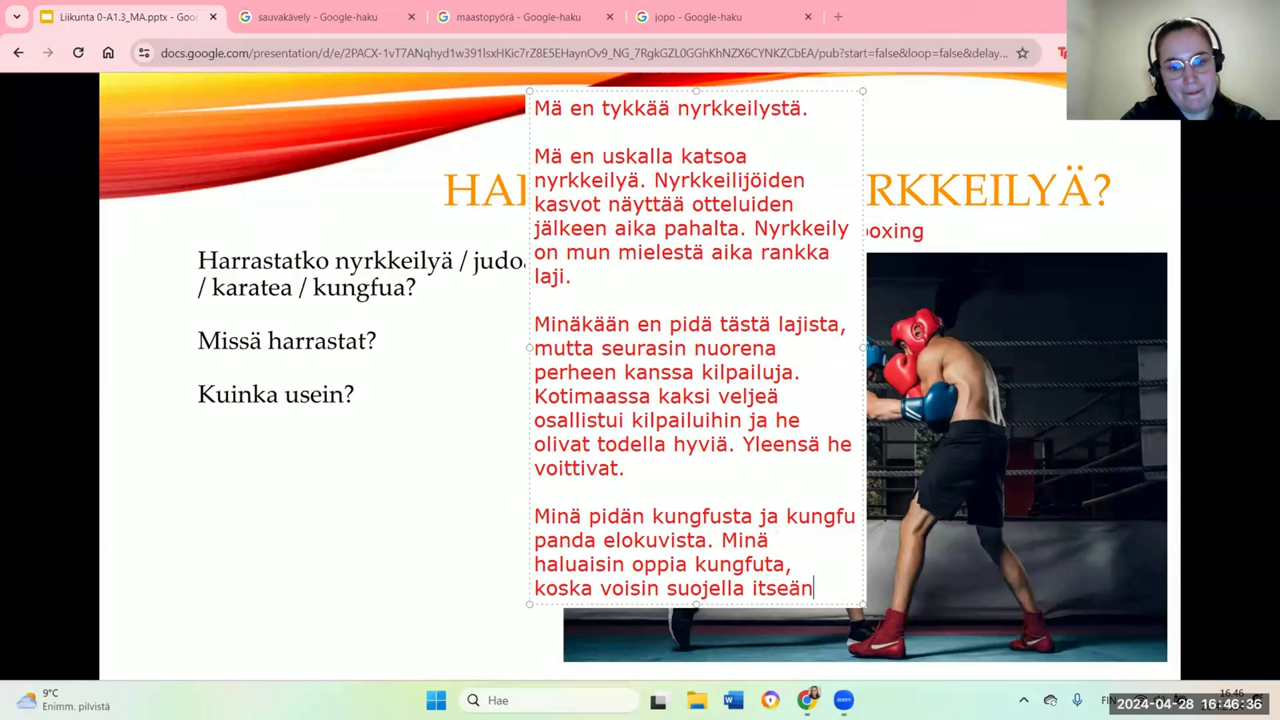 Liikunta 0-A1.3_MA.pptx
sauvakävely - Google-haku
maastopyörä - Google-haku
jopo - Google-haku
docs.google.com/presentation/d/e/2PACX-1vT7ANqhyd1w391lsxHKic7rZ8E5EHaynOv9_NG_7RgkGZL0GGhKhNZX6CYNKZCbEA/pub?start=false&loop=false&delay...
HA
RKKEILYÄ?
oxing
Harrastatko nyrkkeilyä / judo
/ karatea / kungfua?
Missä harrastat?
Kuinka usein?
Mä en tykkää nyrkkeilystä.
Mä en uskalla katsoa
nyrkkeilyä. Nyrkkeilijöiden
kasvot näyttää otteluiden
jälkeen aika pahalta. Nyrkkeily
on mun mielestä aika rankka
laji.
Minäkään en pidä tästä lajista,
mutta seurasin nuorena
perheen kanssa kilpailuja.
Kotimaassa kaksi veljeä
osallistui kilpailuihin ja he
olivat todella hyviä. Yleensä he
voittivat.
Minä pidän kungfusta ja kungfu
panda elokuvista. Minä
haluaisin oppia kungfuta,
koska voisin suojella itseän
9°C
Enimm. pilvistä
Hae
FIN
16.46
2024-04-28 16:46:36